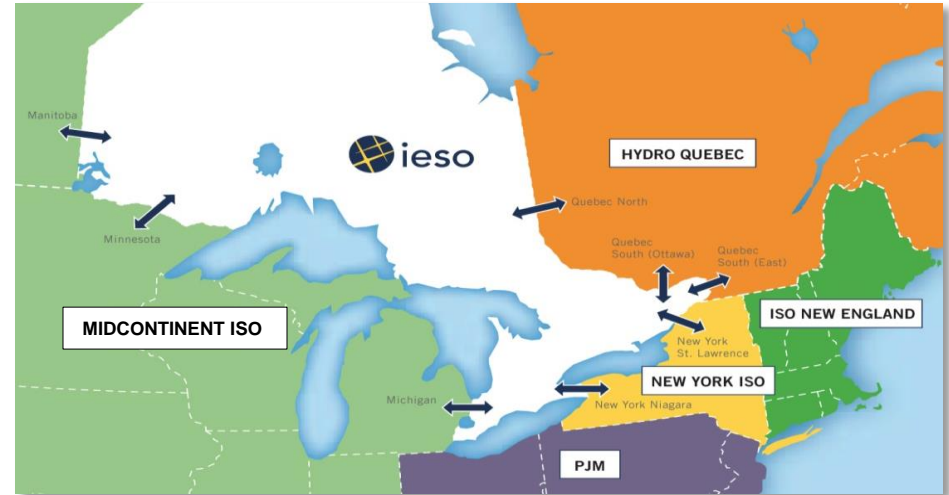 Manitoba
ieso
HYDRO QUEBEC
Quebec North
Minnesota
Quebec
South (Ottawa)
Quebec
South (East)
ISO NEW ENGLAND
MIDCONTINENT ISO
New York
St. Lawrence
NEW YORK ISO
Michigan
New York Niagara
PJM